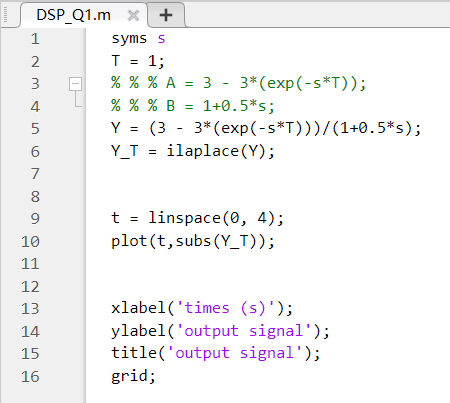 DSP_Q1.m
1 syms s
2 T = 1;
3 % % % A = 3 - 3*(exp(-s*T));
4 % % % B = 1+0.5*s;
5 Y = (3 - 3*(exp(-s*T)))/(1+0.5*s);
6 Y_T = ilaplace(Y);
7
8
9 t = linspace(0, 4);
10 plot(t,subs(Y_T));
11
12
13 xlabel('times (s)');
14 ylabel('output signal');
15 title('output signal');
16 grid;